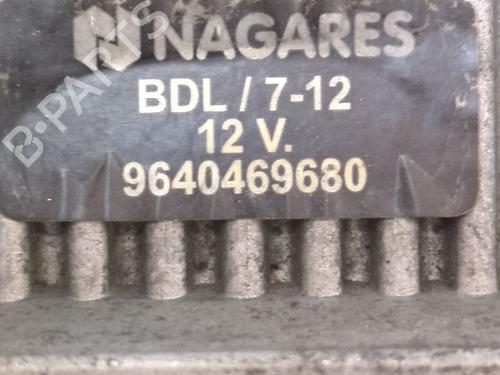 NAGARES
BDL / 7-12
12 V.
9640469680
B-PARTS